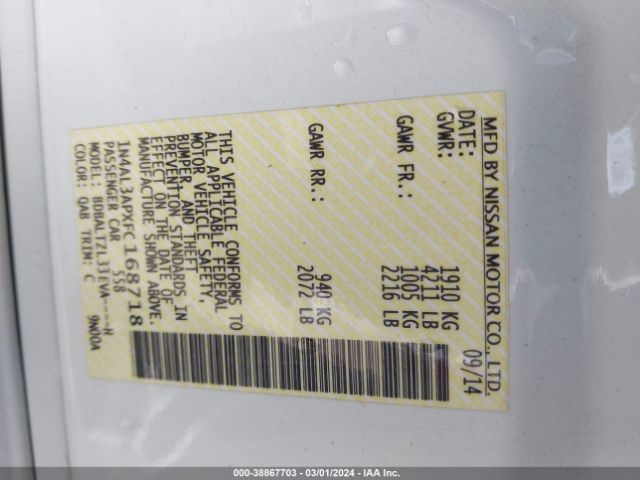 MFD BY NISSAN MOTOR CO., LTD.
DATE: 09/14
GVWR: 1910 KG
4211 LB
GAWR FR.: 1005 KG
2216 LB
GAWR RR.: 940 KG
2072 LB
THIS VEHICLE CONFORMS TO
ALL APPLICABLE FEDERAL
MOTOR VEHICLE SAFETY,
BUMPER, AND THEFT
PREVENTION STANDARDS IN
EFFECT ON THE DATE OF
MANUFACTURE SHOWN ABOVE.
1N4AL3APXFC168718
PASSENGER CAR 558
MODEL: BDBALTZL33EVA---N
COLOR: QAB TRIM: C 9N00A
000-38867703 - 03/01/2024 - IAA Inc.